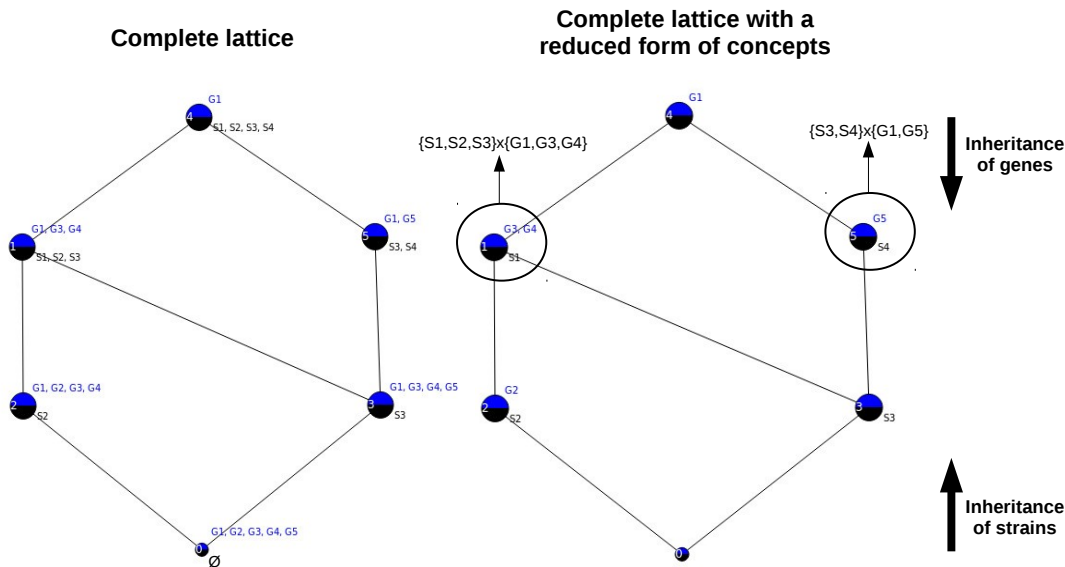 Complete lattice
Complete lattice with a
reduced form of concepts
G1
4
S1, S2, S3, S4
G1
4
{S1,S2,S3}x{G1,G3,G4}
{S3,S4}x{G1,G5}
Inheritance
of genes
G1, G3, G4
1
S1, S2, S3
G1, G5
5
S3, S4
G3, G4
1
S1
G5
5
S4
G1, G2, G3, G4
2
S2
G1, G3, G4, G5
3
S3
G2
2
S2
3
S3
Inheritance
of strains
G1, G2, G3, G4, G5
0
Ø
0